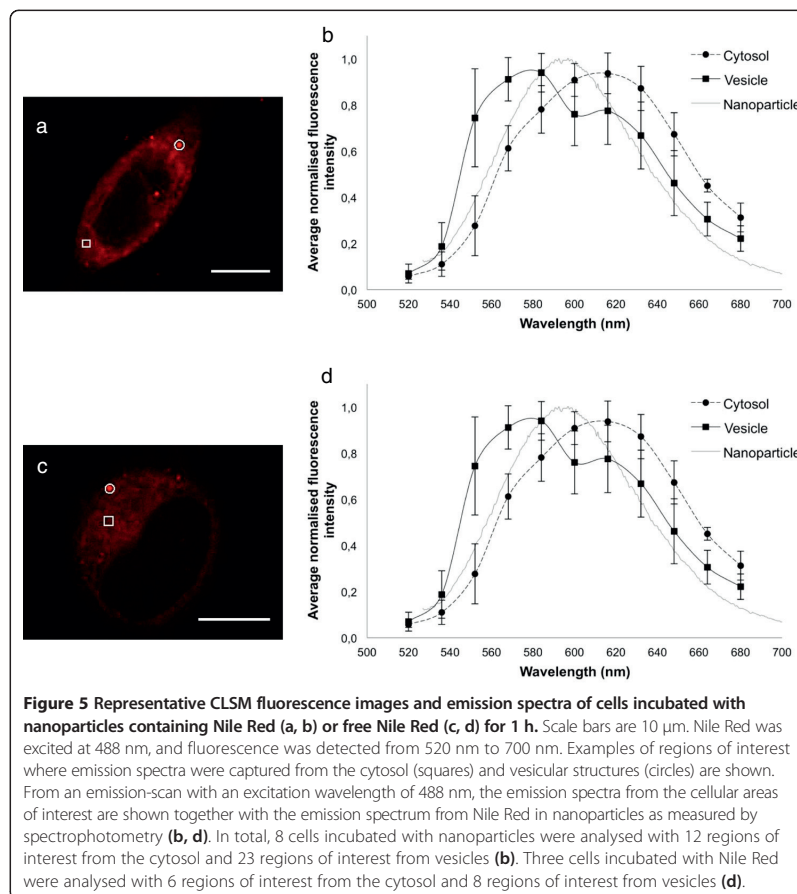 a
b
Average normalised fluorescence
intensity
1,0
0,8
0,6
0,4
0,2
0,0
500 520 540 560 580 600 620 640 660 680 700
Wavelength (nm)
Cytosol
Vesicle
Nanoparticle
c
d
Average normalised fluorescence
intensity
1,0
0,8
0,6
0,4
0,2
0,0
500 520 540 560 580 600 620 640 660 680 700
Wavelength (nm)
Cytosol
Vesicle
Nanoparticle
Figure 5 Representative CLSM fluorescence images and emission spectra of cells incubated with
nanoparticles containing Nile Red (a, b) or free Nile Red (c, d) for 1 h. Scale bars are 10 μm. Nile Red was
excited at 488 nm, and fluorescence was detected from 520 nm to 700 nm. Examples of regions of interest
where emission spectra were captured from the cytosol (squares) and vesicular structures (circles) are shown.
From an emission-scan with an excitation wavelength of 488 nm, the emission spectra from the cellular areas
of interest are shown together with the emission spectrum from Nile Red in nanoparticles as measured by
spectrophotometry (b, d). In total, 8 cells incubated with nanoparticles were analysed with 12 regions of
interest from the cytosol and 23 regions of interest from vesicles (b). Three cells incubated with Nile Red
were analysed with 6 regions of interest from the cytosol and 8 regions of interest from vesicles (d).